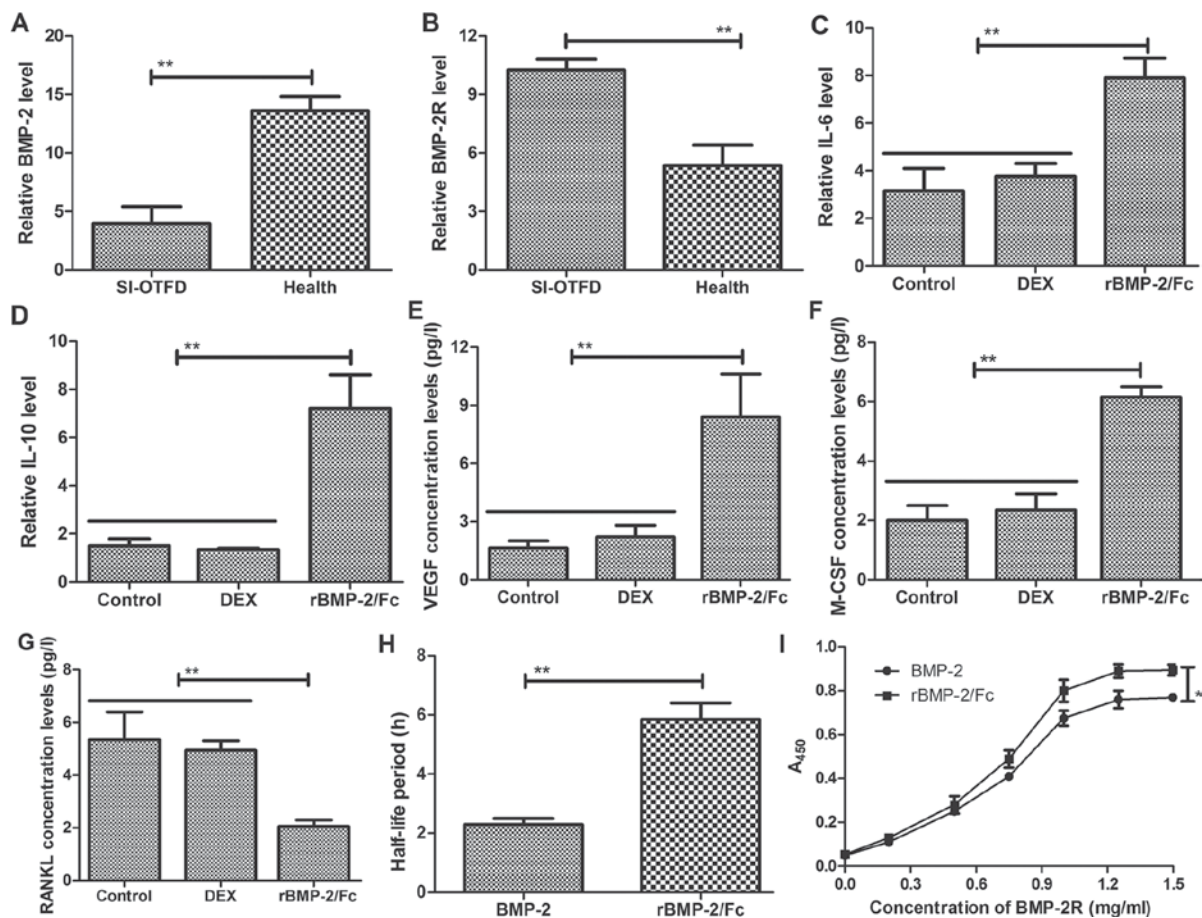 A
Relative BMP-2 level
20
15
10
5
0
**
SI-OTFD Health
B
Relative BMP-2R level
12
9
6
3
0
**
SI-OTFD Health
C
Relative IL-6 level
10
8
6
4
2
0
**
Control DEX rBMP-2/Fc
D
Relative IL-10 level
10
8
6
4
2
0
**
Control DEX rBMP-2/Fc
E
VEGF concentration levels (pg/l)
12
9
6
3
0
**
Control DEX rBMP-2/Fc
F
M-CSF concentration levels (pg/l)
8
6
4
2
0
**
Control DEX rBMP-2/Fc
G
RANKL concentration levels (pg/l)
8
6
4
2
0
**
Control DEX rBMP-2/Fc
H
Half-life period (h)
8
6
4
2
0
**
BMP-2 rBMP-2/Fc
I
A450
1.0
0.8
0.6
0.4
0.2
0.0
BMP-2
rBMP-2/Fc
*
0.0 0.3 0.6 0.9 1.2 1.5
Concentration of BMP-2R (mg/ml)